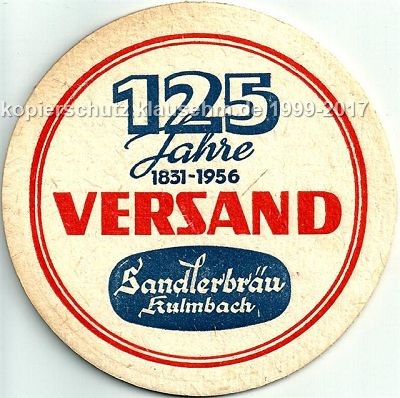 125
kopierschutz.klausehm.de/1999-2017
Jahre
1831-1956
VERSAND
Sandlerbräu
Kulmbach